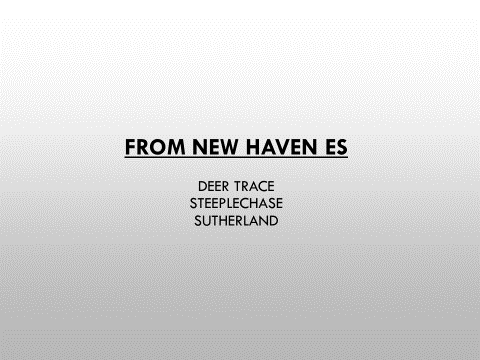 FROM NEW HAVEN ES
DEER TRACE
STEEPLECHASE
SUTHERLAND